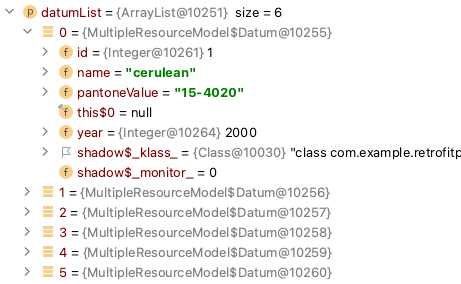 p datumList = {ArrayList@10251} size = 6
0 = {MultipleResourceModel$Datum@10255}
f id = {Integer@10261} 1
f name = "cerulean"
f pantoneValue = "15-4020"
f this$0 = null
f year = {Integer@10264} 2000
shadow$_klass_ = {Class@10030} "class com.example.retrofitp
f shadow$_monitor_ = 0
1 = {MultipleResourceModel$Datum@10256}
2 = {MultipleResourceModel$Datum@10257}
3 = {MultipleResourceModel$Datum@10258}
4 = {MultipleResourceModel$Datum@10259}
5 = {MultipleResourceModel$Datum@10260}